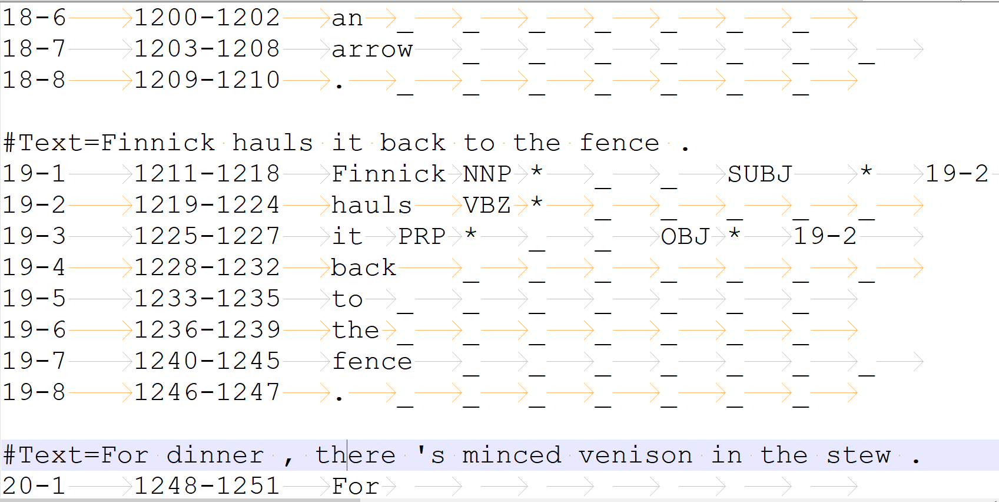 18-6 1200-1202 an _ _ _ _ _ _ _
18-7 1203-1208 arrow _ _ _ _ _ _ _
18-8 1209-1210 . _ _ _ _ _ _ _
#Text=Finnick hauls it back to the fence .
19-1 1211-1218 Finnick NNP * _ _ SUBJ * 19-2
19-2 1219-1224 hauls VBZ * _ _ _ _ _
19-3 1225-1227 it PRP * _ _ OBJ * 19-2
19-4 1228-1232 back _ _ _ _ _ _ _
19-5 1233-1235 to _ _ _ _ _ _ _
19-6 1236-1239 the _ _ _ _ _ _ _
19-7 1240-1245 fence _ _ _ _ _ _ _
19-8 1246-1247 . _ _ _ _ _ _ _
#Text=For dinner , there 's minced venison in the stew .
20-1 1248-1251 For